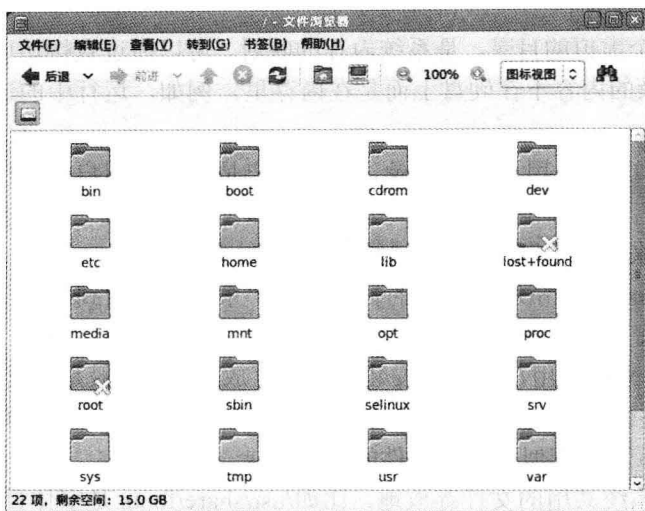 / - 文件浏览器
文件(F) 编辑(E) 查看(V) 转到(G) 书签(B) 帮助(H)
后退 前进 100% 图标视图
bin boot cdrom dev
etc home lib lost+found
media mnt opt proc
root sbin selinux srv
sys tmp usr var
22 项，剩余空间：15.0 GB